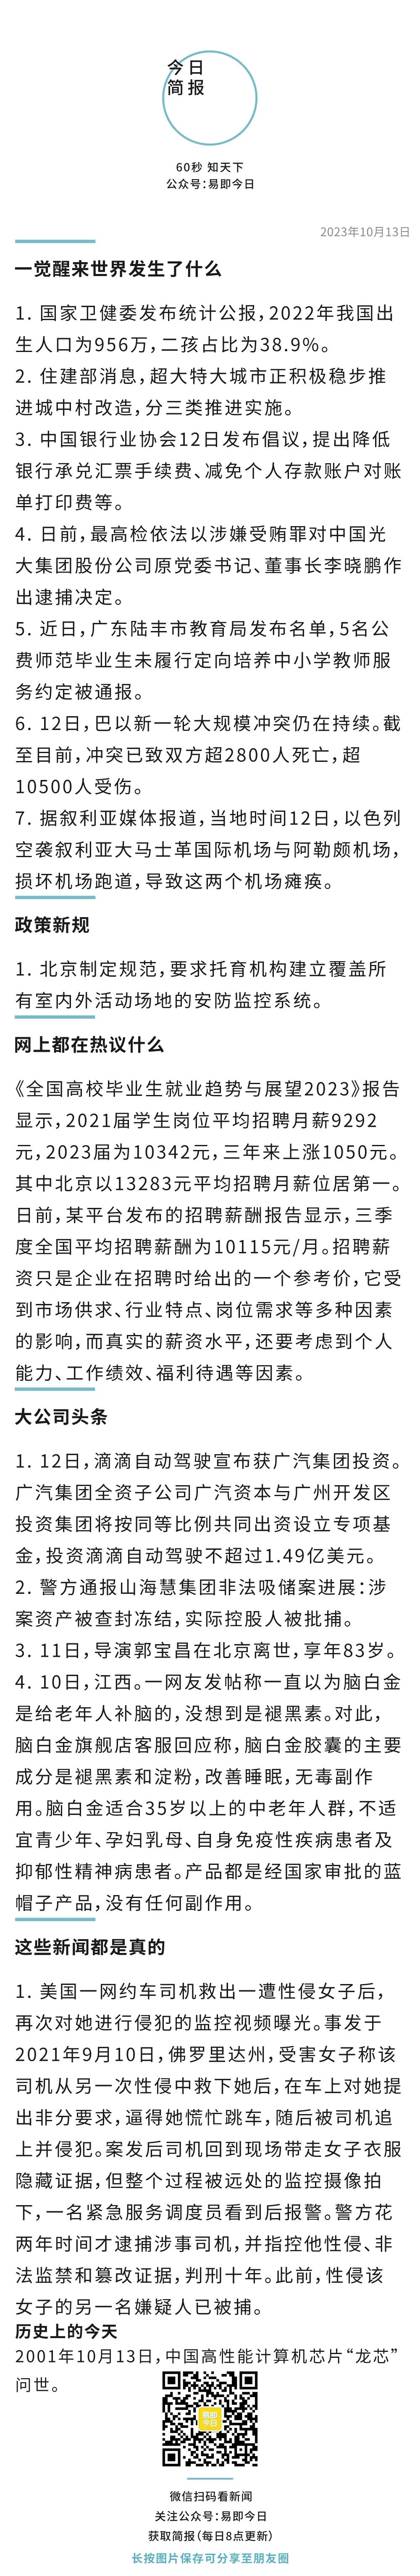 今日
简报
60秒 知天下
公众号:易即今日
2023年10月13日
一觉醒来世界发生了什么
1. 国家卫健委发布统计公报,2022年我国出
生人口为956万,二孩占比为38.9%。
2. 住建部消息,超大特大城市正积极稳步推
进城中村改造,分三类推进实施。
3. 中国银行业协会12日发布倡议,提出降低
银行承兑汇票手续费、减免个人存款账户对账
单打印费等。
4. 日前,最高检依法以涉嫌受贿罪对中国光
大集团股份公司原党委书记、董事长李晓鹏作
出逮捕决定。
5. 近日,广东陆丰市教育局发布名单,5名公
费师范毕业生未履行定向培养中小学教师服
务约定被通报。
6. 12日,巴以新一轮大规模冲突仍在持续。截
至目前,冲突已致双方超2800人死亡,超
10500人受伤。
7. 据叙利亚媒体报道,当地时间12日,以色列
空袭叙利亚大马士革国际机场与阿勒颇机场,
损坏机场跑道,导致这两个机场瘫痪。
政策新规
1. 北京制定规范,要求托育机构建立覆盖所
有室内外活动场地的安防监控系统。
网上都在热议什么
《全国高校毕业生就业趋势与展望2023》报告
显示,2021届学生岗位平均招聘月薪9292
元,2023届为10342元,三年来上涨1050元。
其中北京以13283元平均招聘月薪位居第一。
日前,某平台发布的招聘薪酬报告显示,三季
度全国平均招聘薪酬为10115元/月。招聘薪
资只是企业在招聘时给出的一个参考价,它受
到市场供求、行业特点、岗位需求等多种因素
的影响,而真实的薪资水平,还要考虑到个人
能力、工作绩效、福利待遇等因素。
大公司头条
1. 12日,滴滴自动驾驶宣布获广汽集团投资。
广汽集团全资子公司广汽资本与广州开发区
投资集团将按同等比例共同出资设立专项基
金,投资滴滴自动驾驶不超过1.49亿美元。
2. 警方通报山海慧集团非法吸储案进展:涉
案资产被查封冻结,实际控股人被批捕。
3. 11日,导演郭宝昌在北京离世,享年83岁。
4. 10日,江西。一网友发帖称一直以为脑白金
是给老年人补脑的,没想到是褪黑素。对此,
脑白金旗舰店客服回应称,脑白金胶囊的主要
成分是褪黑素和淀粉,改善睡眠,无毒副作
用。脑白金适合35岁以上的中老年人群,不适
宜青少年、孕妇乳母、自身免疫性疾病患者及
抑郁性精神病患者。产品都是经国家审批的蓝
帽子产品,没有任何副作用。
这些新闻都是真的
1. 美国一网约车司机救出一遭性侵女子后,
再次对她进行侵犯的监控视频曝光。事发于
2021年9月10日,佛罗里达州,受害女子称该
司机从另一次性侵中救下她后,在车上对她提
出非分要求,逼得她慌忙跳车,随后被司机追
上并侵犯。案发后司机回到现场带走女子衣服
隐藏证据,但整个过程被远处的监控摄像拍
下,一名紧急服务调度员看到后报警。警方花
两年时间才逮捕涉事司机,并指控他性侵、非
法监禁和篡改证据,判刑十年。此前,性侵该
女子的另一名嫌疑人已被捕。
历史上的今天
2001年10月13日,中国高性能计算机芯片“龙芯”
问世。
易即
今日
微信扫码看新闻
关注公众号:易即今日
获取简报(每日8点更新)
长按图片保存可分享至朋友圈